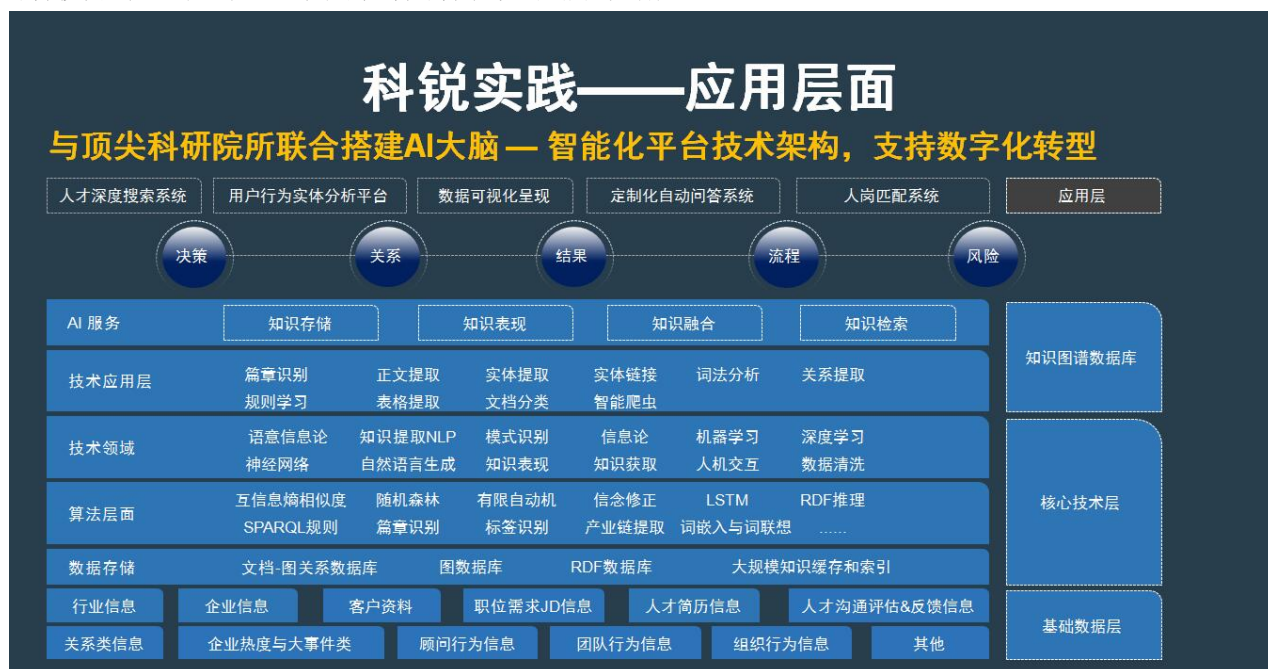 科锐实践——应用层面
与顶尖科研院所联合搭建AI大脑 — 智能化平台技术架构，支持数字化转型
人才深度搜索系统 用户行为实体分析平台 数据可视化呈现 定制化自动问答系统 人岗匹配系统 应用层
决策 关系 结果 流程 风险
AI 服务 知识存储 知识表现 知识融合 知识检索
知识图谱数据库
技术应用层 篇章识别 正文提取 实体提取 实体链接 词法分析 关系提取
规则学习 表格提取 文档分类 智能爬虫
技术领域 语意信息论 知识提取NLP 模式识别 信息论 机器学习 深度学习
神经网络 自然语言生成 知识表现 知识获取 人机交互 数据清洗
算法层面 互信息熵相似度 随机森林 有限自动机 信念修正 LSTM RDF推理
SPARQL规则 篇章识别 标签识别 产业链提取 词嵌入与词联想 ......
核心技术层
数据存储 文档-图关系数据库 图数据库 RDF数据库 大规模知识缓存和索引
行业信息 企业信息 客户资料 职位需求JD信息 人才简历信息 人才沟通评估&反馈信息
基础数据层
关系类信息 企业热度与大事件类 顾问行为信息 团队行为信息 组织行为信息 其他